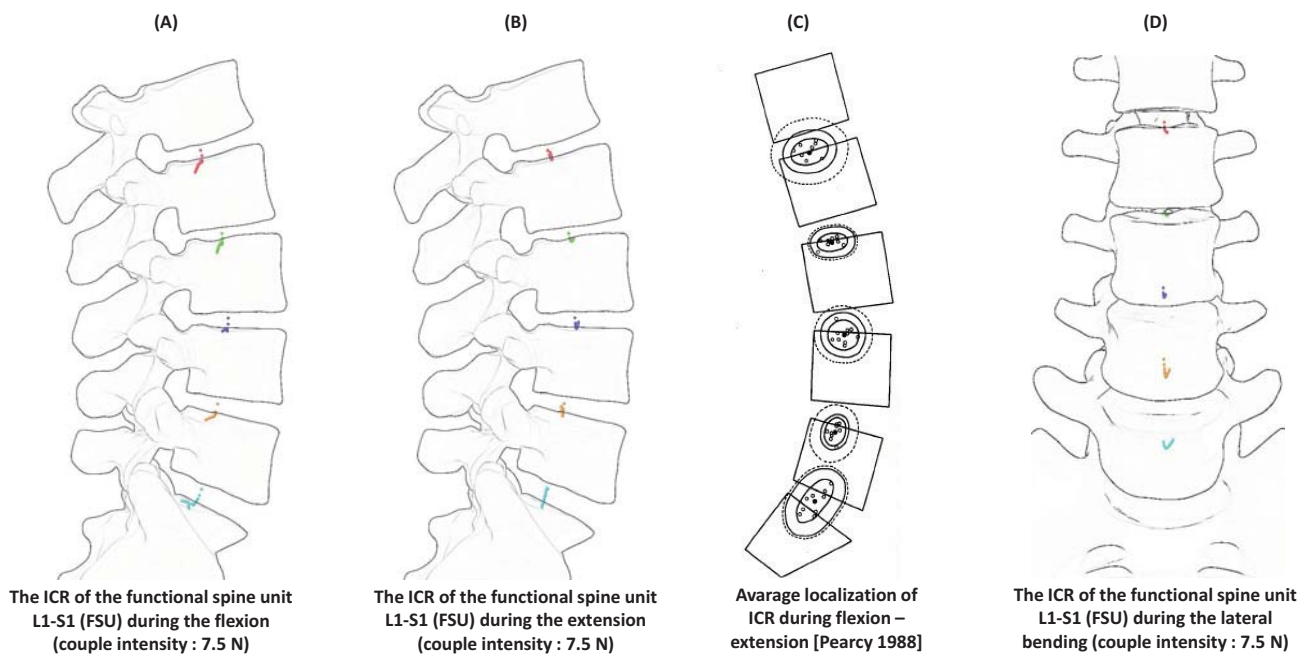 (A)
(B)
(C)
(D)
The ICR of the functional spine unit
L1-S1 (FSU) during the flexion
(couple intensity : 7.5 N)
The ICR of the functional spine unit
L1-S1 (FSU) during the extension
(couple intensity : 7.5 N)
Avarage localization of
ICR during flexion –
extension [Pearcy 1988]
The ICR of the functional spine unit
L1-S1 (FSU) during the lateral
bending (couple intensity : 7.5 N)